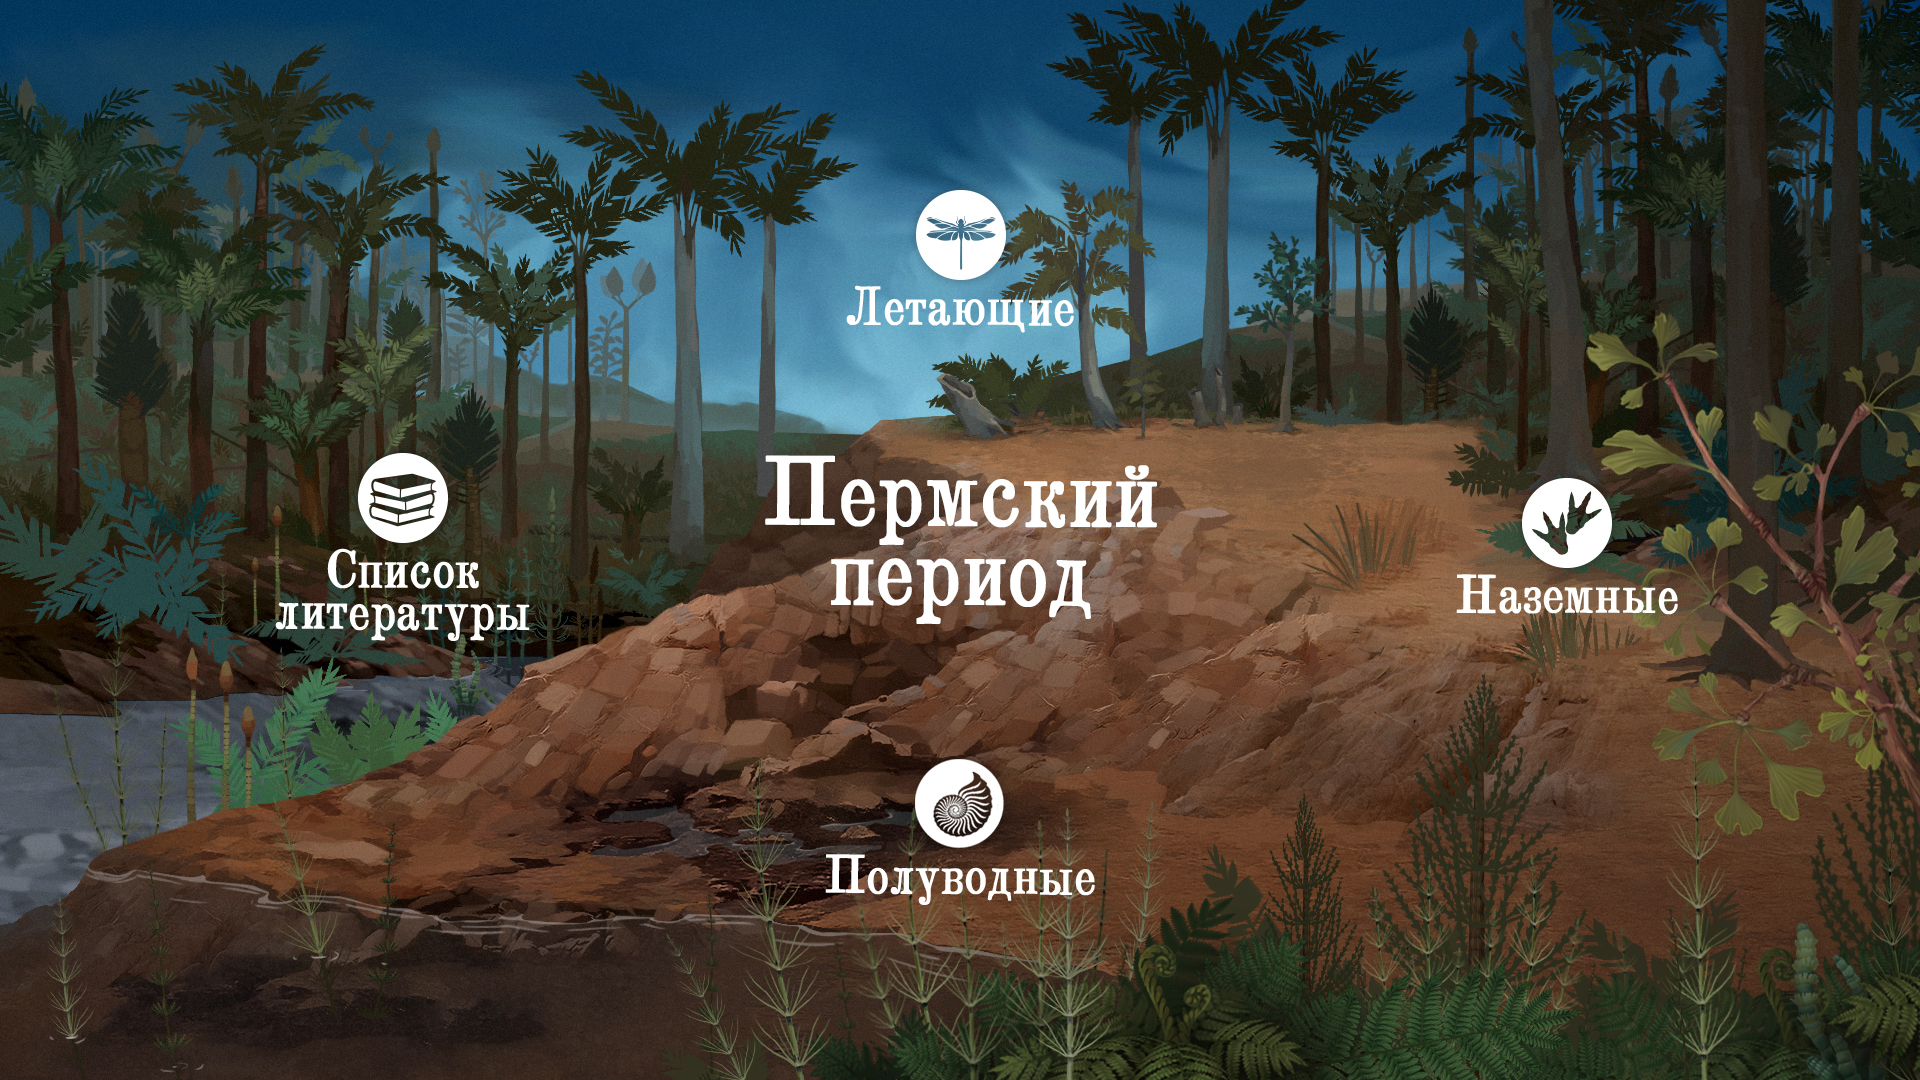 Летающие
Пермский
период
Список
литературы
Наземные
Полуводные